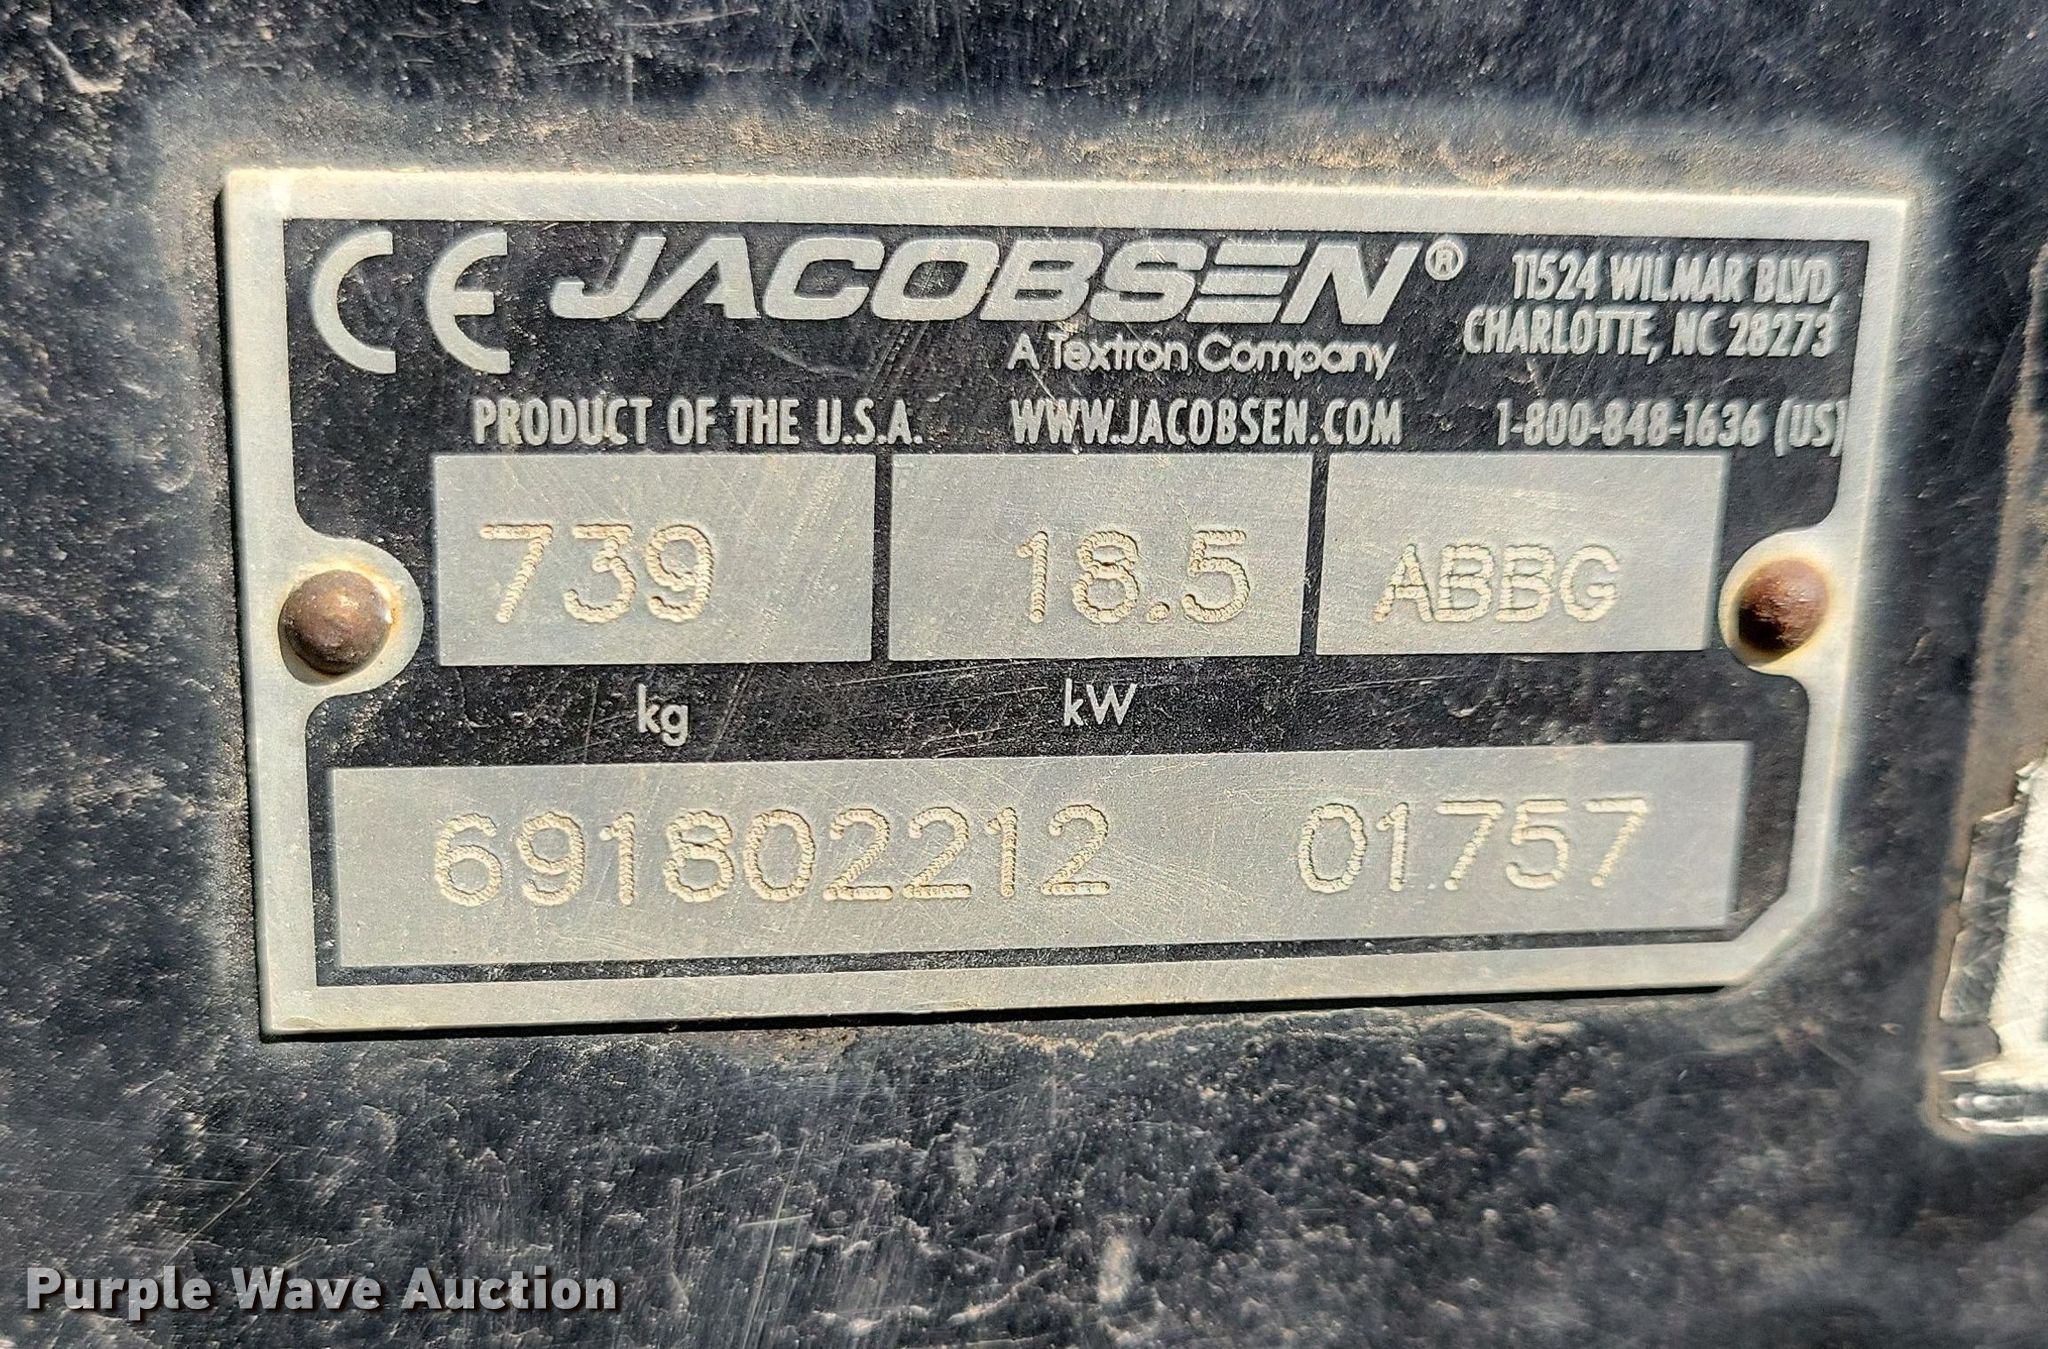 CE JACOBSEN® 11524 WILMAR BLVD,
A Textron Company CHARLOTTE, NC 28273
PRODUCT OF THE U.S.A. WWW.JACOBSEN.COM 1-800-848-1636 (US)
739 18.5 ABBG
kg kW
691802212 01757
Purple Wave Auction